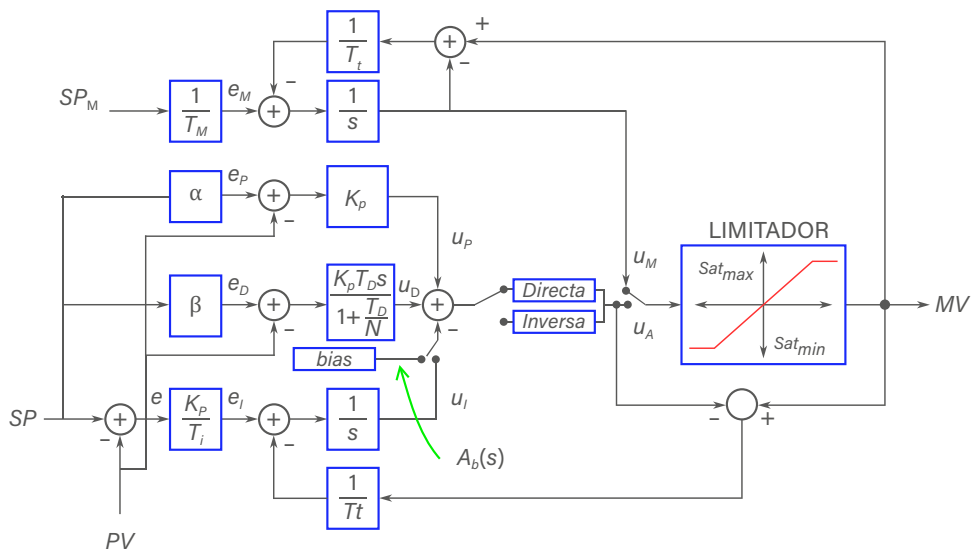 +
1
T_t
−
−
SP_M
1
T_M
e_M
+
1
s
+
α
e_P
+
−
K_p
u_P
LIMITADOR
Sat_max
Sat_min
β
e_D
+
−
K_pT_Ds
1+ T_D
N
u_D
+
−
Directa
Inversa
u_M
u_A
MV
bias
SP
+
−
e
K_P
T_i
e_I
+
−
1
s
u_I
A_b(s)
−
+
1
Tt
PV